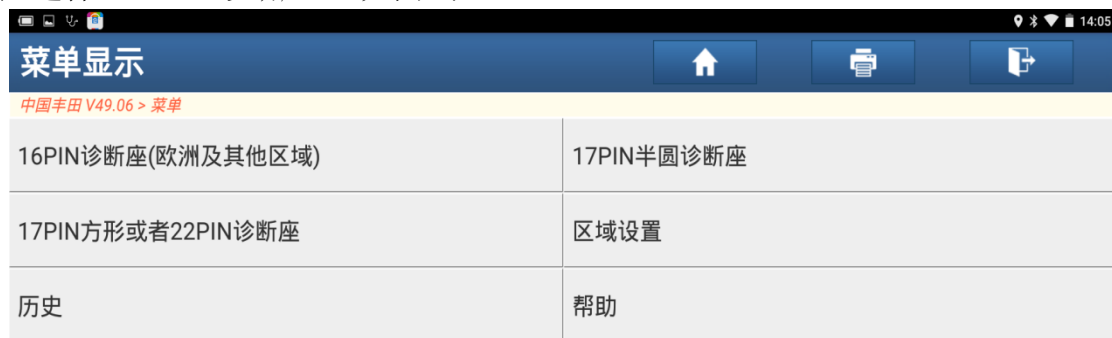 14:05
菜单显示
中国丰田 V49.06 > 菜单
16PIN诊断座(欧洲及其他区域)
17PIN半圆诊断座
17PIN方形或者22PIN诊断座
区域设置
历史
帮助